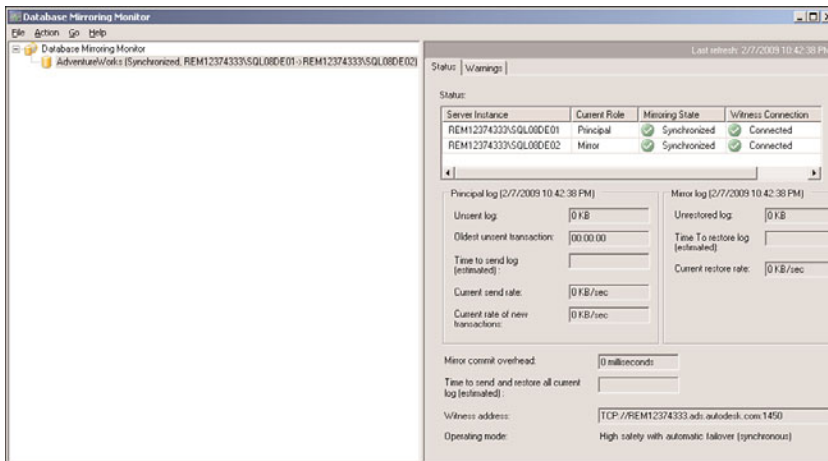 Database Mirroring Monitor
File Action Go Help
Database Mirroring Monitor
AdventureWorks (Synchronized, REM12374333\SQL08DE01->REM12374333\SQL08DE02)
Last refresh: 2/7/2009 10:42:38 PM
Status Warnings
Status:
Server Instance Current Role Mirroring State Witness Connection
REM12374333\SQL08DE01 Principal Synchronized Connected
REM12374333\SQL08DE02 Mirror Synchronized Connected
Principal log (2/7/2009 10:42:38 PM)
Unsent log: 0 KB
Oldest unsent transaction: 00:00:00
Time to send log (estimated) :
Current send rate: 0 KB/sec
Current rate of new transactions: 0 KB/sec
Mirror log (2/7/2009 10:42:38 PM)
Unrestored log: 0 KB
Time To restore log (estimated)
Current restore rate: 0 KB/sec
Mirror commit overhead: 0 milliseconds
Time to send and restore all current log (estimated) :
Witness address: TCP://REM12374333.ads.autodesk.com:1450
Operating mode: High safety with automatic failover (synchronous)